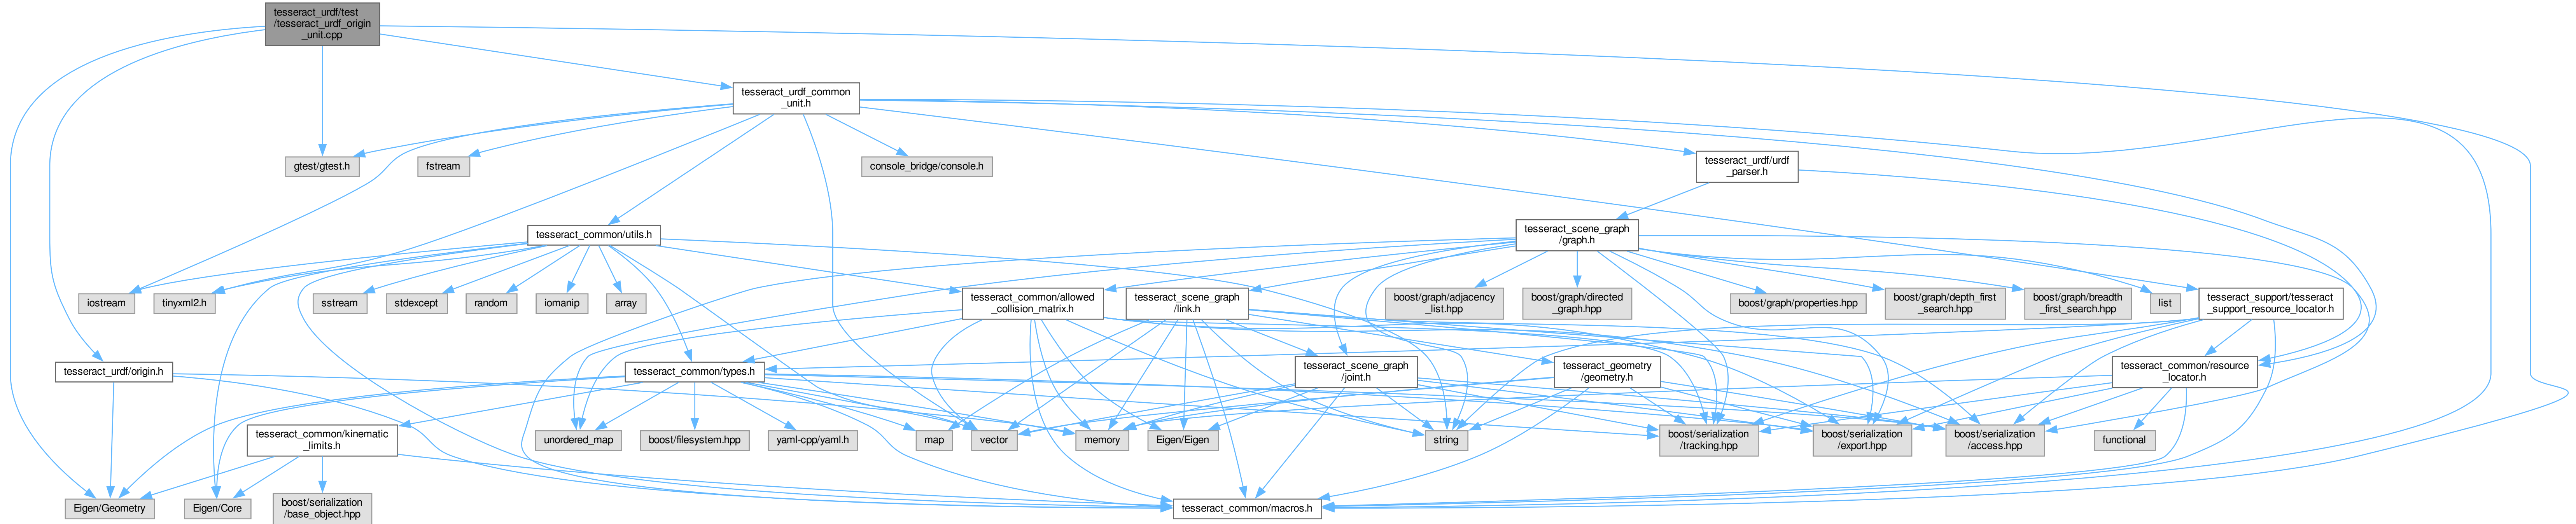 tesseract_urdf/test
/tesseract_urdf_origin
_unit.cpp
tesseract_urdf_common
_unit.h
gtest/gtest.h
fstream
console_bridge/console.h
tesseract_urdf/urdf
_parser.h
tesseract_common/utils.h
tesseract_scene_graph
/graph.h
iostream
tinyxml2.h
sstream
stdexcept
random
iomanip
array
tesseract_common/allowed
_collision_matrix.h
tesseract_scene_graph
/link.h
boost/graph/adjacency
_list.hpp
boost/graph/directed
_graph.hpp
boost/graph/properties.hpp
boost/graph/depth_first
_search.hpp
boost/graph/breadth
_first_search.hpp
list
tesseract_support/tesseract
_support_resource_locator.h
tesseract_urdf/origin.h
tesseract_common/types.h
tesseract_scene_graph
/joint.h
tesseract_geometry
/geometry.h
tesseract_common/resource
_locator.h
tesseract_common/kinematic
_limits.h
unordered_map
boost/filesystem.hpp
yaml-cpp/yaml.h
map
vector
memory
Eigen/Eigen
string
boost/serialization
/tracking.hpp
boost/serialization
/export.hpp
boost/serialization
/access.hpp
functional
Eigen/Geometry
Eigen/Core
boost/serialization
/base_object.hpp
tesseract_common/macros.h